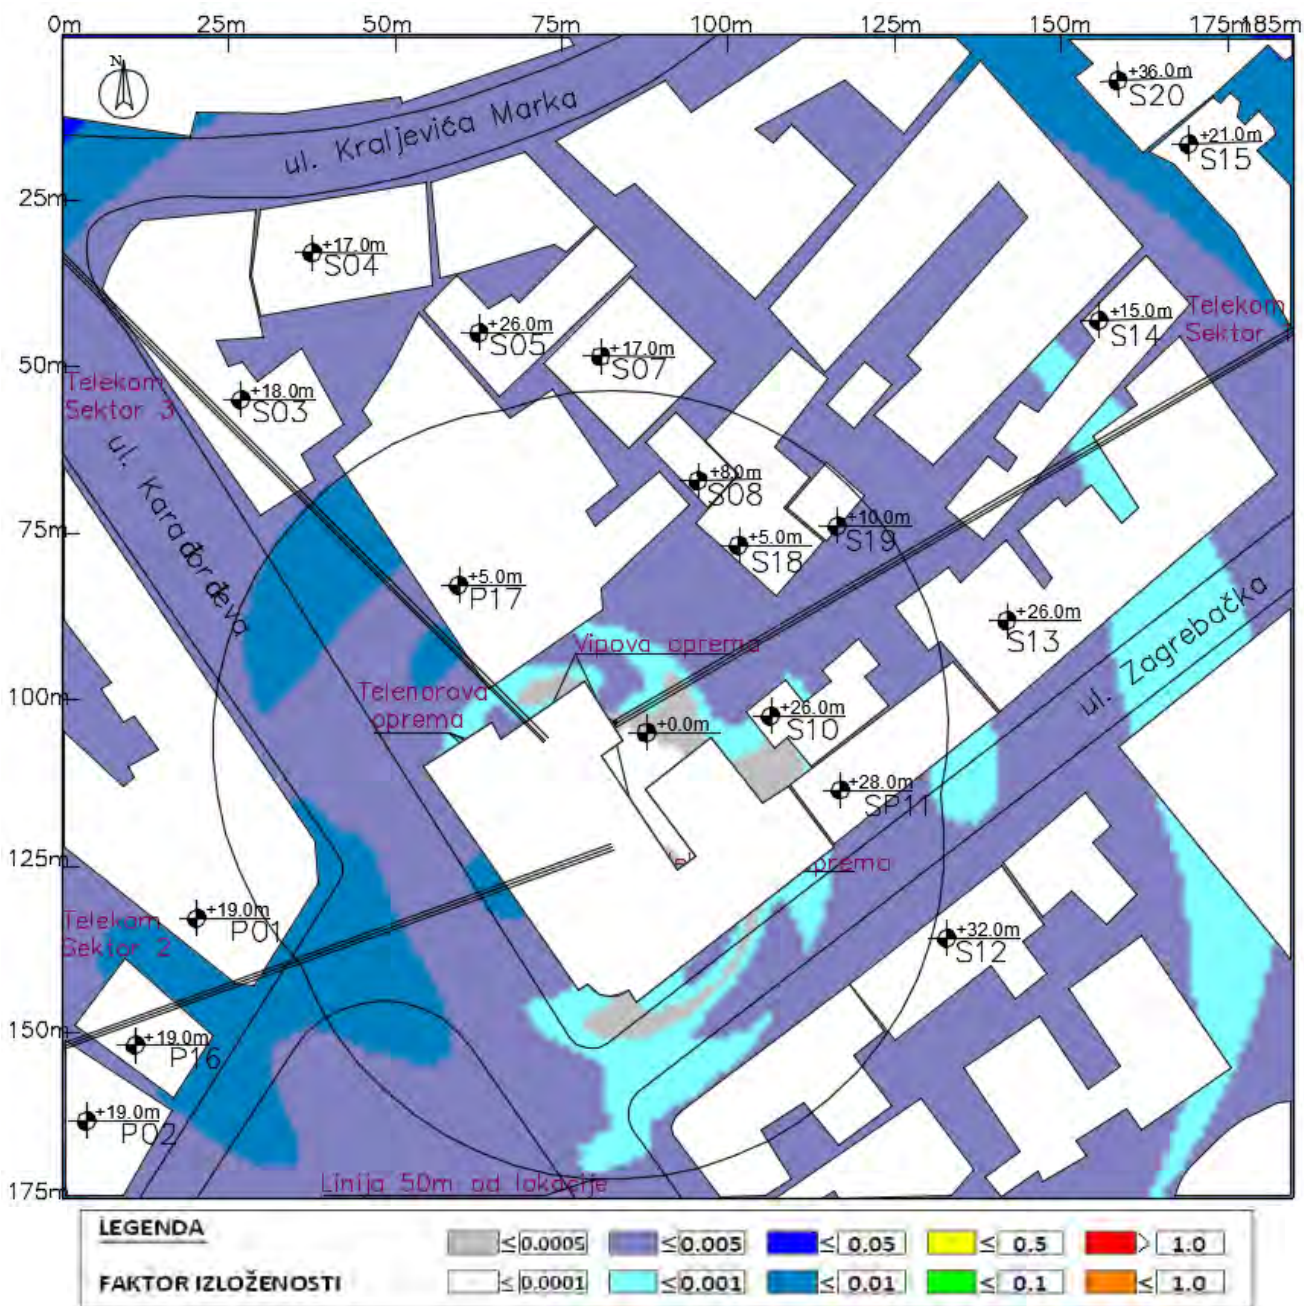 0m 25m 50m 75m 100m 125m 150m 175m 185m
N
+36.0m
S20
ul. Kraljevića Marka
+21.0m
S15
25m
+17.0m
S04
Telekom
Sektor
+15.0m
S14
+26.0m
S05
+17.0m
S07
50m
Telekom
Sektor 3
+18.0m
S03
ul. Karađorđeva
+8.0m
S08
+10.0m
S19
75m
+5.0m
S18
+5.0m
P17
ul. Zagrebačka
+26.0m
S13
Vipova oprema
100m
Telenorova
oprema
+0.0m
+26.0m
S10
+28.0m
SP11
125m
oprema
+19.0m
P01
Telekom
Sektor 2
+32.0m
S12
150m
+19.0m
P16
+19.0m
P02
175m
Linija 50m od lokacije
LEGENDA
≤ 0.0005 ≤ 0.005 ≤ 0.05 ≤ 0.5 > 1.0
FAKTOR IZLOŽENOSTI
≤ 0.0001 ≤ 0.001 ≤ 0.01 ≤ 0.1 ≤ 1.0